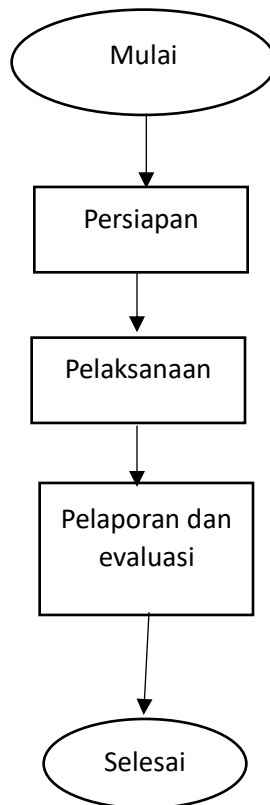 Mulai
Persiapan
Pelaksanaan
Pelaporan dan
evaluasi
Selesai